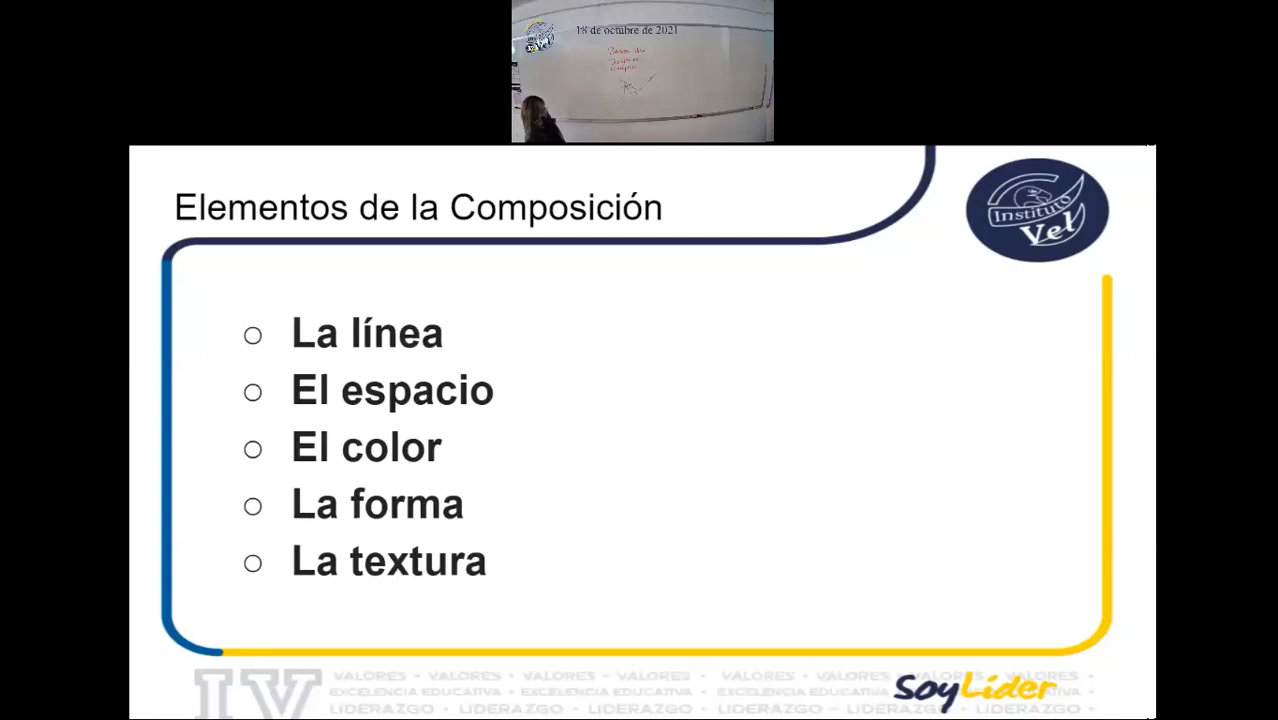 18 de octubre de 2021
Elementos de la Composición
Instituto
Vel
La línea
El espacio
El color
La forma
La textura
IV
VALORES - VALORES - VALORES - VALORES - VALORES - VALORES
EXCELENCIA EDUCATIVA - EXCELENCIA EDUCATIVA - EXCELENCIA EDUCATIVA
LIDERAZGO - LIDERAZGO - LIDERAZGO - LIDERAZGO - LIDERAZGO - LIDERAZGO
SoyLíder